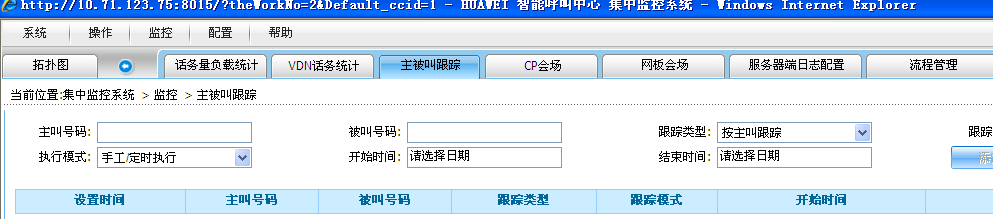 http://10.71.123.75:8015/?theWorkNo=2&Default_ccid=1 - HUAWEI 智能呼叫中心 集中监控系统 - Windows Internet Explorer
系统 操作 监控 配置 帮助
拓扑图 话务量负载统计 VDN话务统计 主被叫跟踪 CP会场 网板会场 服务器端日志配置 流程管理
当前位置:集中监控系统 > 监控 > 主被叫跟踪
主叫号码: 被叫号码: 跟踪类型: 按主叫跟踪 跟踪
执行模式: 手工/定时执行 开始时间: 请选择日期 结束时间: 请选择日期
设置时间 主叫号码 被叫号码 跟踪类型 跟踪模式 开始时间